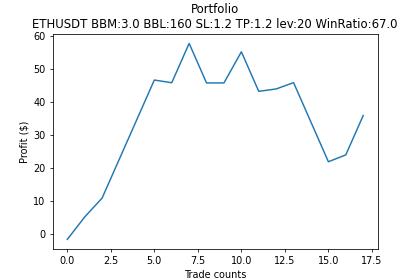 Portfolio
ETHUSDT BBM:3.0 BBL:160 SL:1.2 TP:1.2 lev:20 WinRatio:67.0
60
50
40
30
20
10
0
Profit ($)
0.0 2.5 5.0 7.5 10.0 12.5 15.0 17.5
Trade counts